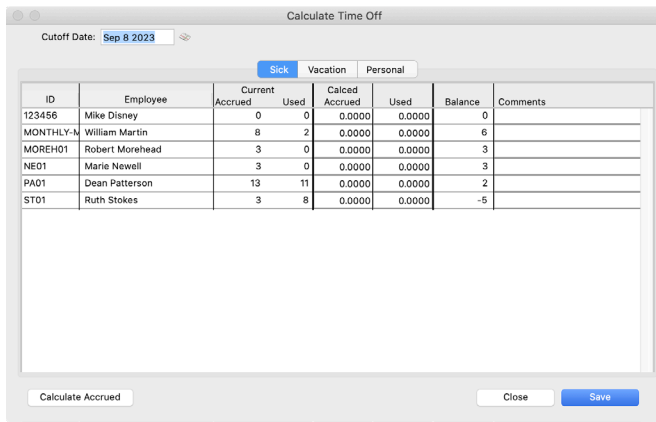 Calculate Time Off
Cutoff Date: Sep 8 2023
Sick Vacation Personal
Current Calced
ID Employee Accrued Used Accrued Used Balance Comments
123456 Mike Disney 0 0 0.0000 0.0000 0
MONTHLY-M William Martin 8 2 0.0000 0.0000 6
MOREH01 Robert Morehead 3 0 0.0000 0.0000 3
NE01 Marie Newell 3 0 0.0000 0.0000 3
PA01 Dean Patterson 13 11 0.0000 0.0000 2
ST01 Ruth Stokes 3 8 0.0000 0.0000 -5
Calculate Accrued Close Save